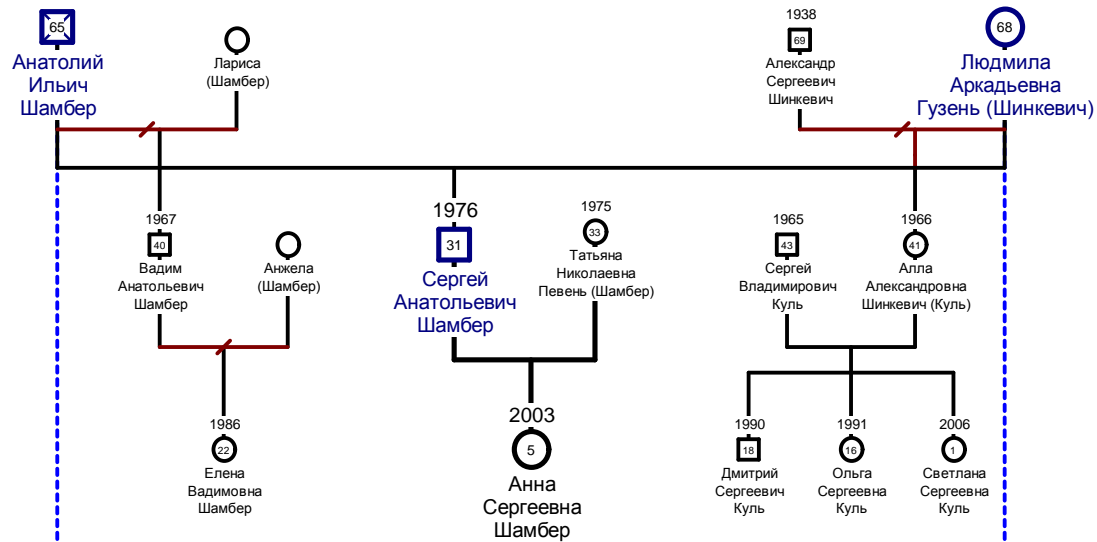 65
Анатолий
Ильич
Шамбер
Лариса
(Шамбер)
1938
69
Александр
Сергеевич
Шинкевич
68
Людмила
Аркадьевна
Гузень (Шинкевич)
1967
40
Вадим
Анатольевич
Шамбер
Анжела
(Шамбер)
1976
31
Сергей
Анатольевич
Шамбер
1975
33
Татьяна
Николаевна
Певень (Шамбер)
1965
43
Сергей
Владимирович
Куль
1966
41
Алла
Александровна
Шинкевич (Куль)
1986
22
Елена
Вадимовна
Шамбер
2003
5
Анна
Сергеевна
Шамбер
1990
18
Дмитрий
Сергеевич
Куль
1991
16
Ольга
Сергеевна
Куль
2006
1
Светлана
Сергеевна
Куль